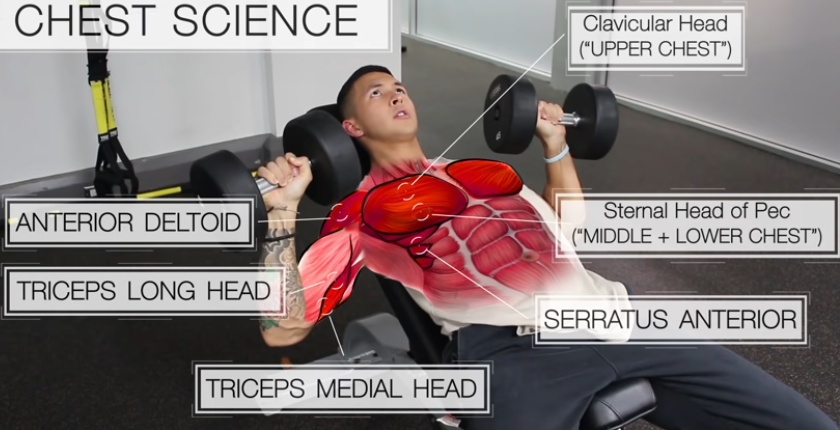 CHEST SCIENCE
Clavicular Head
("UPPER CHEST")
ANTERIOR DELTOID
Sternal Head of Pec
("MIDDLE + LOWER CHEST")
TRICEPS LONG HEAD
SERRATUS ANTERIOR
TRICEPS MEDIAL HEAD